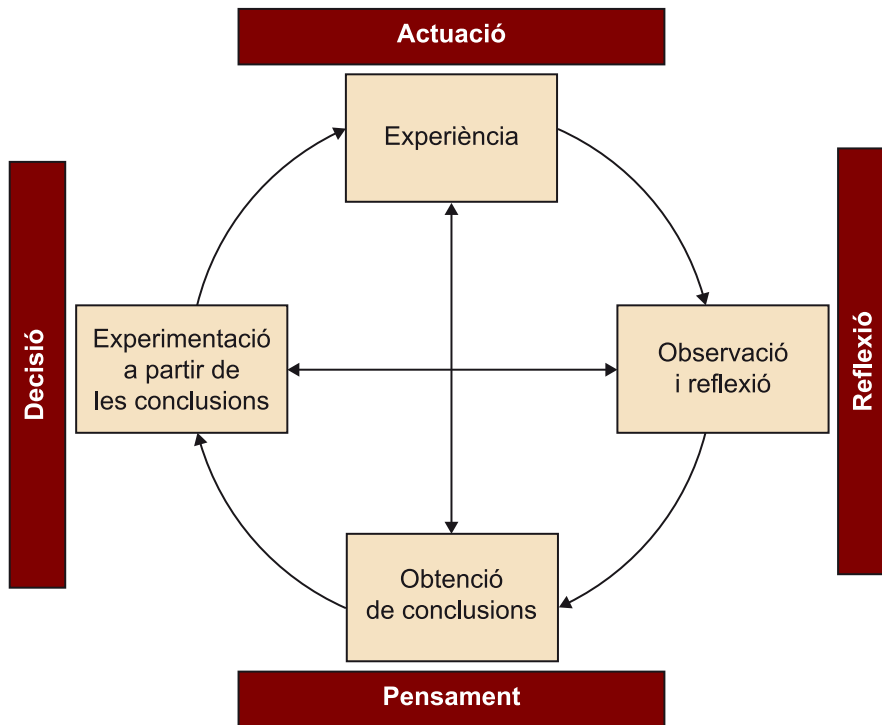 Actuació
Experiència
Decisió
Experimentació
a partir de
les conclusions
Observació
i reflexió
Reflexió
Obtenció
de conclusions
Pensament